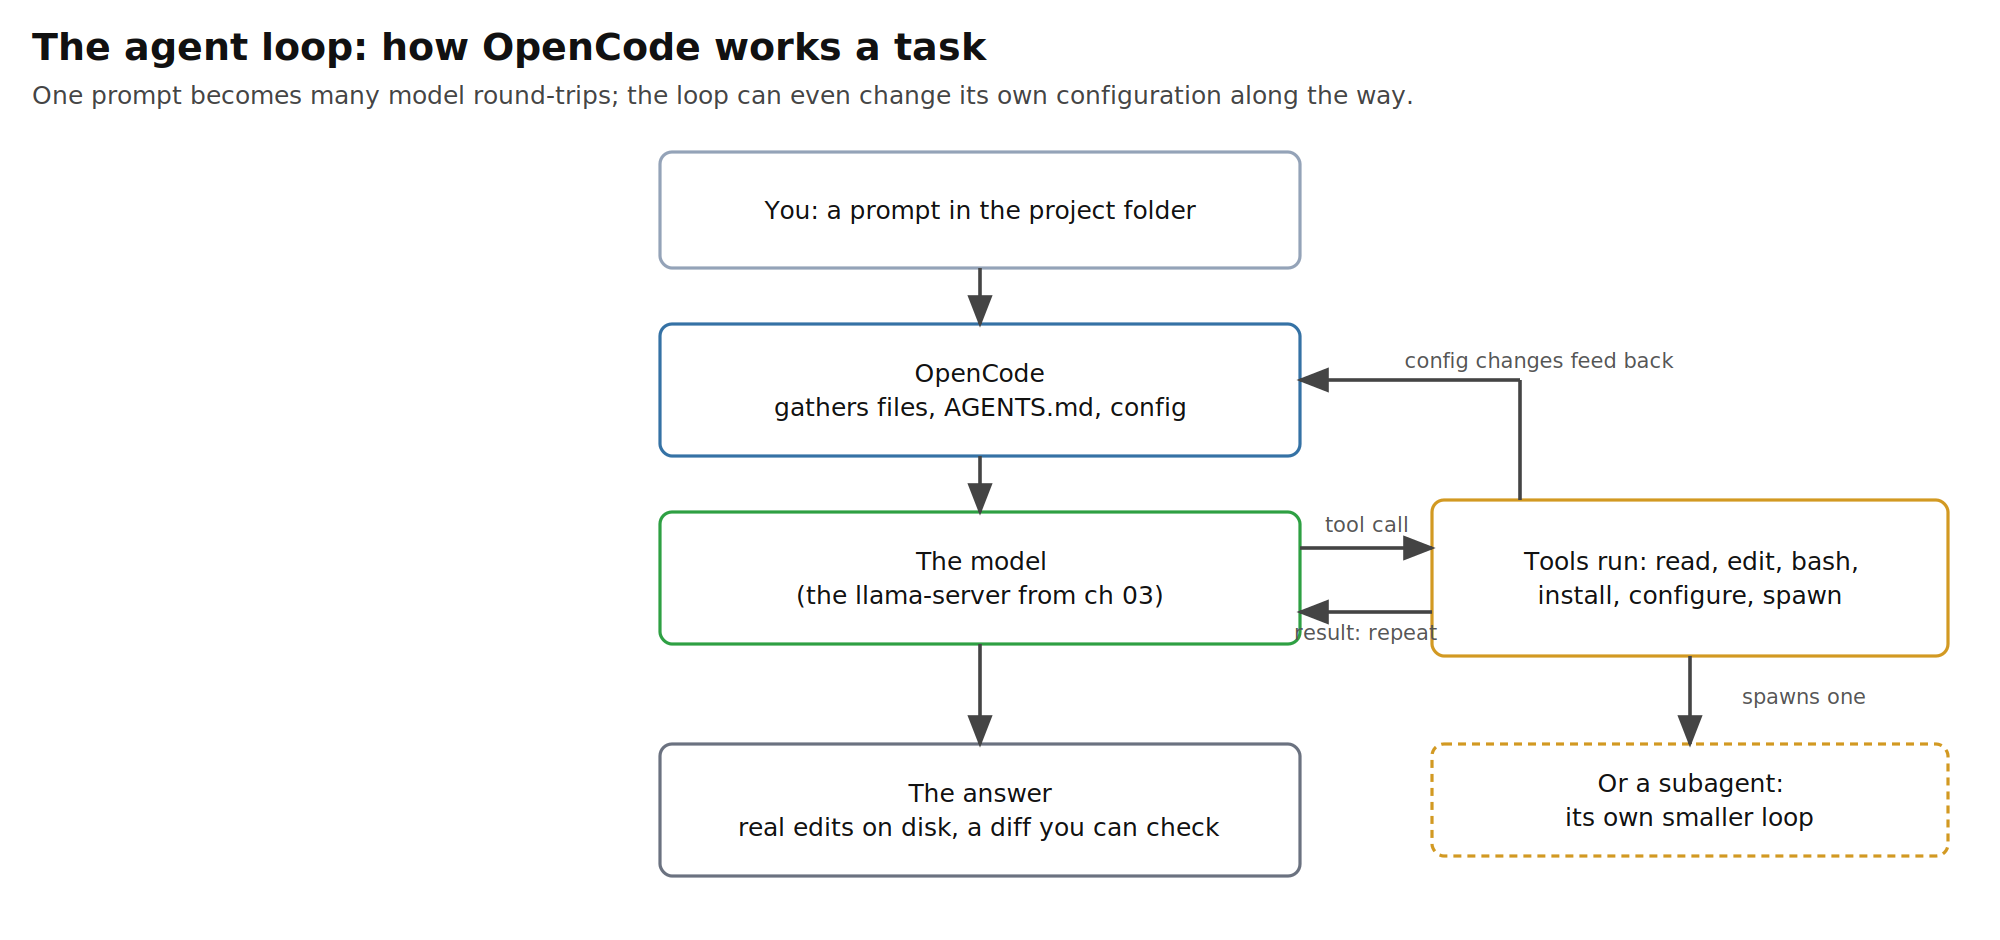 The agent loop: how OpenCode works a task
One prompt becomes many model round-trips; the loop can even change its own configuration along the way.
You: a prompt in the project folder
OpenCode
gathers files, AGENTS.md, config
config changes feed back
The model
(the llama-server from ch 03)
tool call
result: repeat
Tools run: read, edit, bash,
install, configure, spawn
spawns one
The answer
real edits on disk, a diff you can check
Or a subagent:
its own smaller loop